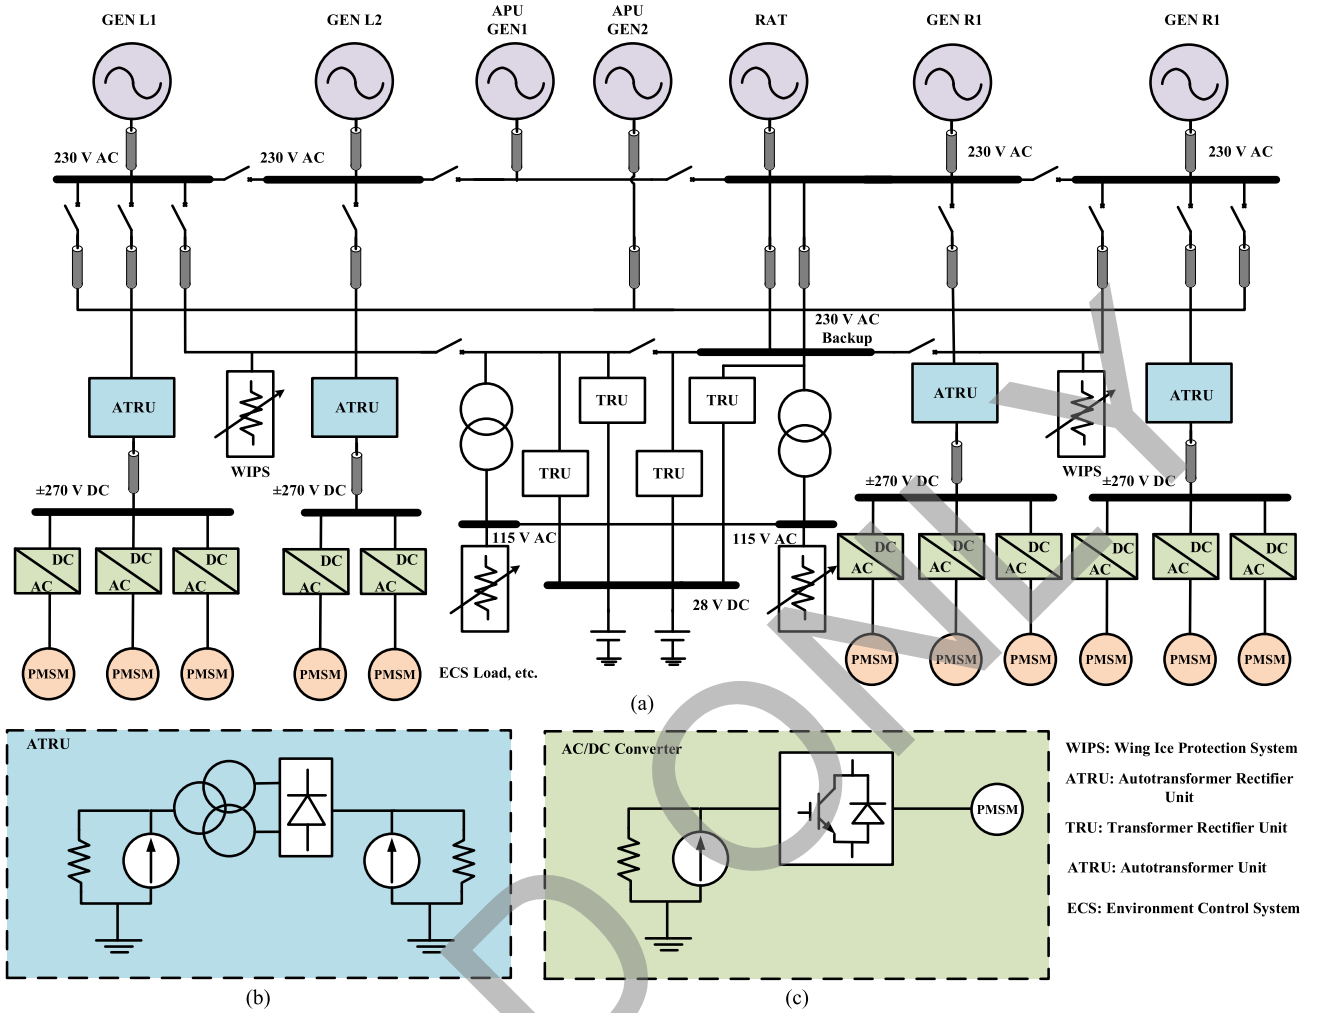 GEN L1
GEN L2
APU
GEN1
APU
GEN2
RAT
GEN R1
GEN R1
230 V AC
230 V AC
230 V AC
230 V AC
230 V AC
Backup
ATRU
WIPS
ATRU
TRU
TRU
TRU
TRU
ATRU
WIPS
ATRU
±270 V DC
±270 V DC
±270 V DC
±270 V DC
115 V AC
115 V AC
28 V DC
DC
AC
DC
AC
DC
AC
DC
AC
DC
AC
DC
AC
DC
AC
DC
AC
DC
AC
DC
AC
DC
AC
PMSM
PMSM
PMSM
PMSM
PMSM
ECS Load, etc.
PMSM
PMSM
PMSM
PMSM
PMSM
PMSM
(a)
ATRU
(b)
AC/DC Converter
PMSM
(c)
WIPS: Wing Ice Protection System
ATRU: Autotransformer Rectifier
Unit
TRU: Transformer Rectifier Unit
ATRU: Autotransformer Unit
ECS: Environment Control System
D ONLY